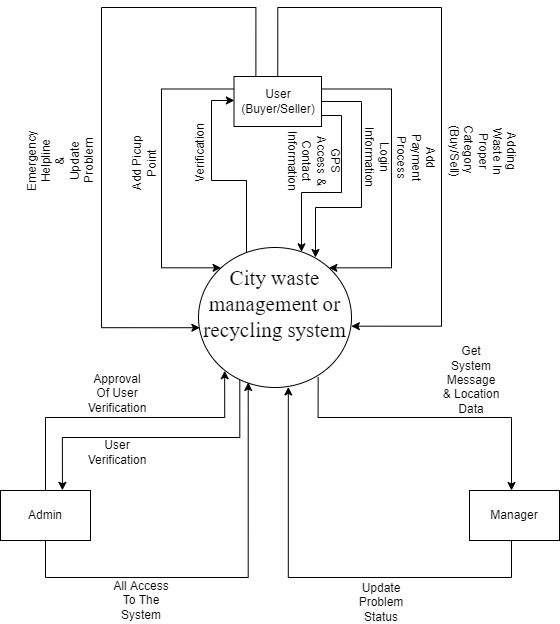 User
(Buyer/Seller)
Emergency
Helpline
&
Update
Problem
Add Picup
Point
Verification
GPS
Access &
Contact
Information
Login
Information
Add
Payment
Process
Adding
Waste In
Proper
Category
(Buy/Sell)
City waste
management or
recycling system
Approval
Of User
Verification
User
Verification
Get
System
Message
& Location
Data
Admin
Manager
All Access
To The
System
Update
Problem
Status